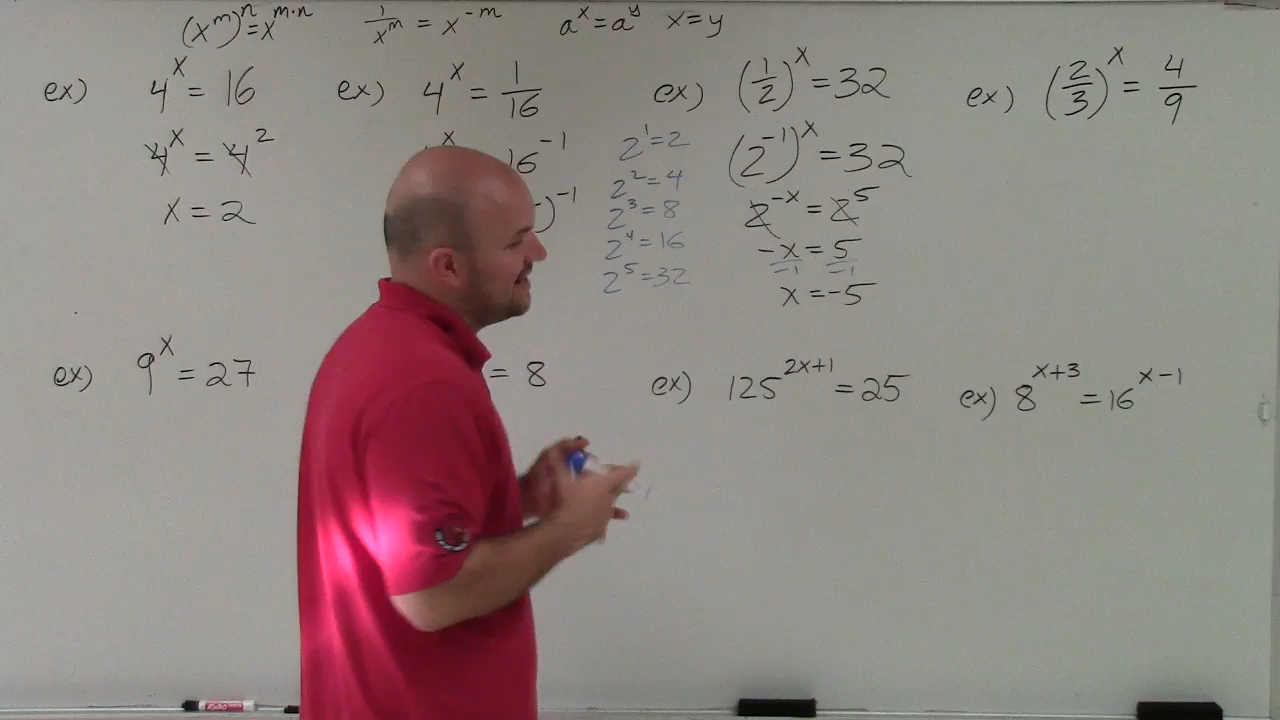 (x^m)^n = x^{m·n}   1/x^m = x^{-m}   a^x = a^y   x = y
ex) 4^x = 16
4^x = 4^2
x = 2
ex) 4^x = 1/16
x   16^{-1}
)^{-1}
2^1 = 2
2^2 = 4
2^3 = 8
2^4 = 16
2^5 = 32
ex) (1/2)^x = 32
(2^{-1})^x = 32
2^{-x} = 2^5
-x = 5
-1   -1
x = -5
ex) (2/3)^x = 4/9
ex) 9^x = 27
= 8
ex) 125^{2x+1} = 25
ex) 8^{x+3} = 16^{x-1}
EXPO